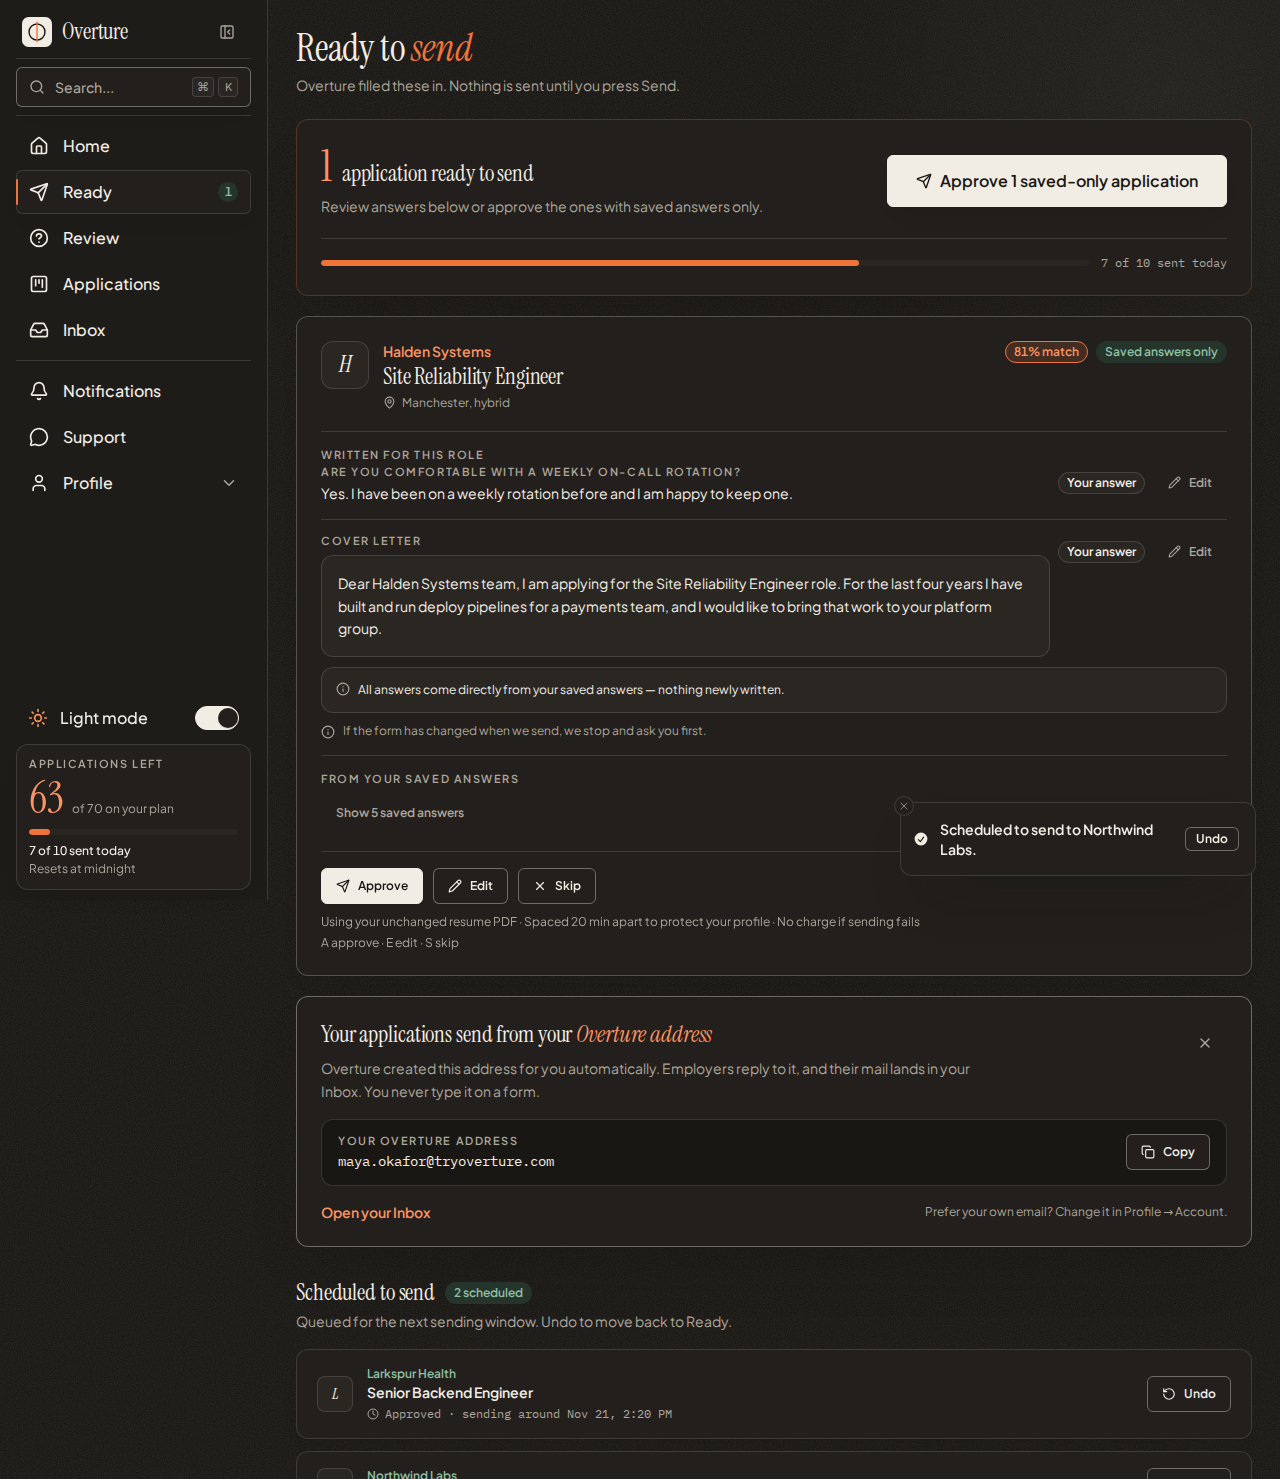 Overture
Search...
⌘ K
Home
Ready 1
Review
Applications
Inbox
Notifications
Support
Profile
Light mode
APPLICATIONS LEFT
63 of 70 on your plan
7 of 10 sent today
Resets at midnight
Ready to send
Overture filled these in. Nothing is sent until you press Send.
1 application ready to send
Review answers below or approve the ones with saved answers only.
Approve 1 saved-only application
7 of 10 sent today
H
Halden Systems
Site Reliability Engineer
Manchester, hybrid
81% match
Saved answers only
WRITTEN FOR THIS ROLE
ARE YOU COMFORTABLE WITH A WEEKLY ON-CALL ROTATION?
Yes. I have been on a weekly rotation before and I am happy to keep one.
Your answer
Edit
COVER LETTER
Your answer
Edit
Dear Halden Systems team, I am applying for the Site Reliability Engineer role. For the last four years I have
built and run deploy pipelines for a payments team, and I would like to bring that work to your platform
group.
All answers come directly from your saved answers — nothing newly written.
If the form has changed when we send, we stop and ask you first.
FROM YOUR SAVED ANSWERS
Show 5 saved answers
Scheduled to send to Northwind
Labs.
Undo
Approve
Edit
Skip
Using your unchanged resume PDF · Spaced 20 min apart to protect your profile · No charge if sending fails
A approve · E edit · S skip
Your applications send from your Overture address
Overture created this address for you automatically. Employers reply to it, and their mail lands in your
Inbox. You never type it on a form.
YOUR OVERTURE ADDRESS
maya.okafor@tryoverture.com
Copy
Open your Inbox
Prefer your own email? Change it in Profile → Account.
Scheduled to send
2 scheduled
Queued for the next sending window. Undo to move back to Ready.
L
Larkspur Health
Senior Backend Engineer
Approved · sending around Nov 21, 2:20 PM
Undo
Northwind Labs